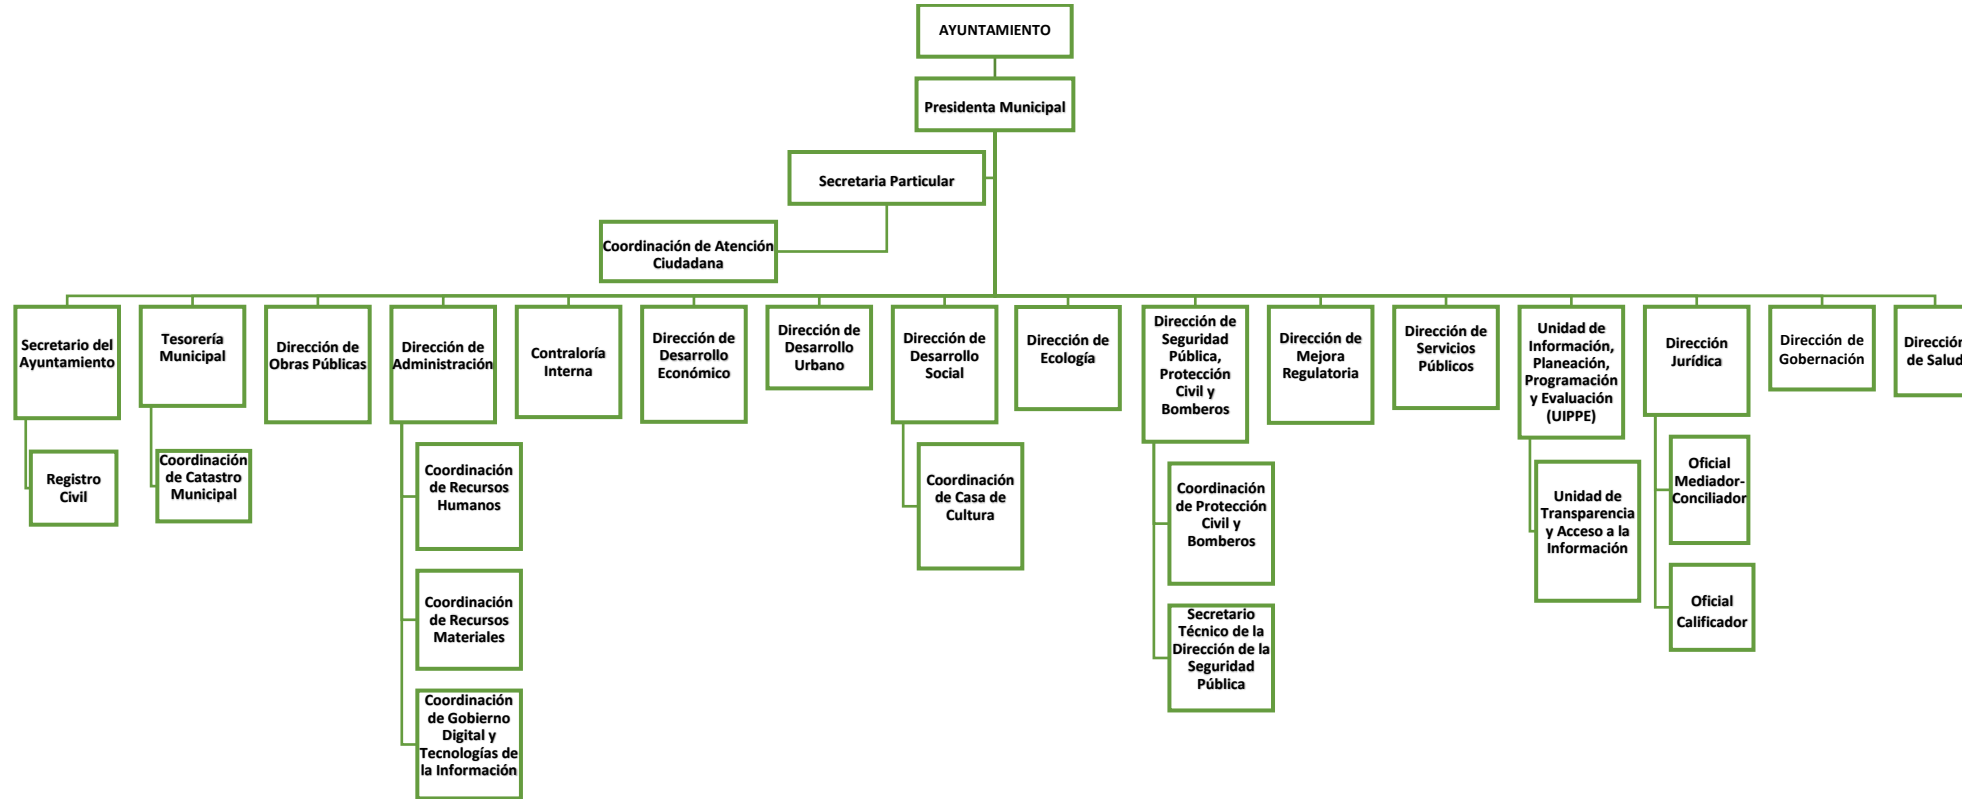 AYUNTAMIENTO
Presidenta Municipal
Secretaria Particular
Coordinación de Atención
Ciudadana
Secretario del
Ayuntamiento
Tesorería
Municipal
Dirección de
Obras Públicas
Dirección de
Administración
Contraloría
Interna
Dirección de
Desarrollo
Económico
Dirección de
Desarrollo
Urbano
Dirección de
Desarrollo
Social
Dirección de
Ecología
Dirección de
Seguridad
Pública,
Protección
Civil y
Bomberos
Dirección de
Mejora
Regulatoria
Dirección de
Servicios
Públicos
Unidad de
Información,
Planeación,
Programación
y Evaluación
(UIPPE)
Dirección
Jurídica
Dirección de
Gobernación
Dirección
de Salud
Registro
Civil
Coordinación
de Catastro
Municipal
Coordinación
de Recursos
Humanos
Coordinación
de Recursos
Materiales
Coordinación
de Gobierno
Digital y
Tecnologías de
la Información
Coordinación
de Casa de
Cultura
Coordinación
de Protección
Civil y
Bomberos
Secretario
Técnico de la
Dirección de la
Seguridad
Pública
Unidad de
Transparencia
y Acceso a la
Información
Oficial
Mediador-
Conciliador
Oficial
Calificador